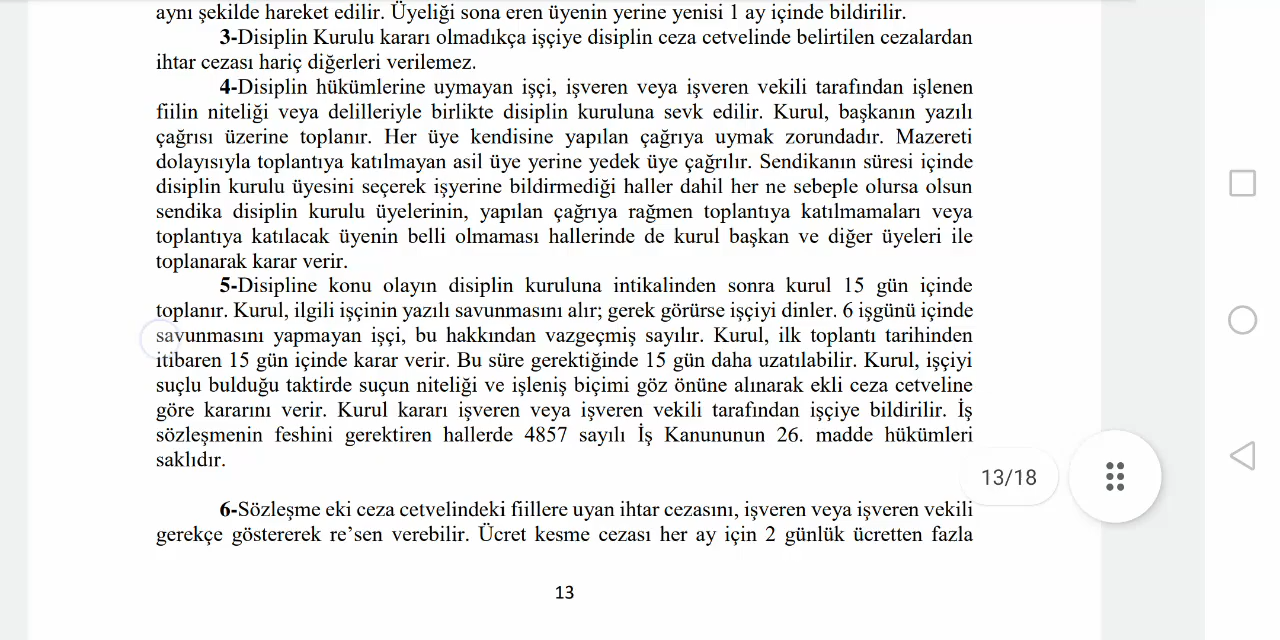 aynı şekilde hareket edilir. Üyeliği sona eren üyenin yerine yenisi 1 ay içinde bildirilir.
3-Disiplin Kurulu kararı olmadıkça işçiye disiplin ceza cetvelinde belirtilen cezalardan
ihtar cezası hariç diğerleri verilemez.
4-Disiplin hükümlerine uymayan işçi, işveren veya işveren vekili tarafından işlenen
fiilin niteliği veya delilleriyle birlikte disiplin kuruluna sevk edilir. Kurul, başkanın yazılı
çağrısı üzerine toplanır. Her üye kendisine yapılan çağrıya uymak zorundadır. Mazereti
dolayısıyla toplantıya katılmayan asil üye yerine yedek üye çağrılır. Sendikanın süresi içinde
disiplin kurulu üyesini seçerek işyerine bildirmediği haller dahil her ne sebeple olursa olsun
sendika disiplin kurulu üyelerinin, yapılan çağrıya rağmen toplantıya katılmamaları veya
toplantıya katılacak üyenin belli olmaması hallerinde de kurul başkan ve diğer üyeleri ile
toplanarak karar verir.
5-Disipline konu olayın disiplin kuruluna intikalinden sonra kurul 15 gün içinde
toplanır. Kurul, ilgili işçinin yazılı savunmasını alır; gerek görürse işçiyi dinler. 6 işgünü içinde
savunmasını yapmayan işçi, bu hakkından vazgeçmiş sayılır. Kurul, ilk toplantı tarihinden
itibaren 15 gün içinde karar verir. Bu süre gerektiğinde 15 gün daha uzatılabilir. Kurul, işçiyi
suçlu bulduğu taktirde suçun niteliği ve işleniş biçimi göz önüne alınarak ekli ceza cetveline
göre kararını verir. Kurul kararı işveren veya işveren vekili tarafından işçiye bildirilir. İş
sözleşmenin feshini gerektiren hallerde 4857 sayılı İş Kanununun 26. madde hükümleri
saklıdır.
13/18
6-Sözleşme eki ceza cetvelindeki fiillere uyan ihtar cezasını, işveren veya işveren vekili
gerekçe göstererek re’sen verebilir. Ücret kesme cezası her ay için 2 günlük ücretten fazla
13